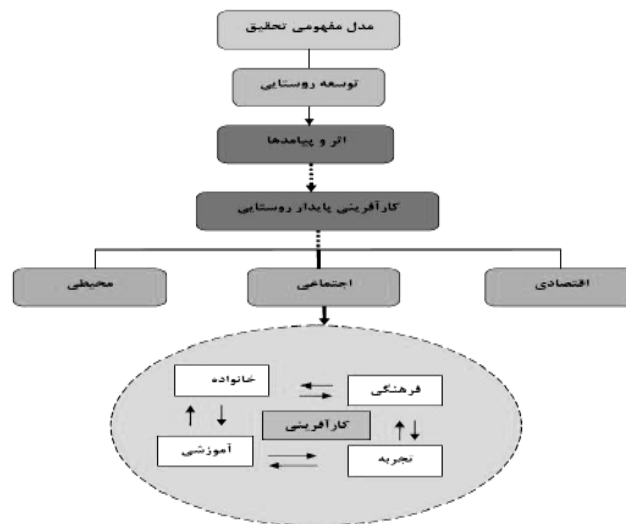 مدل مفهومی تحقیق
توسعه روستایی
اثر و پیامدها
کارآفرینی پایدار روستایی
اقتصادی
اجتماعی
محیطی
فرهنگی
خانواده
کارآفرینی
تجربه
آموزشی